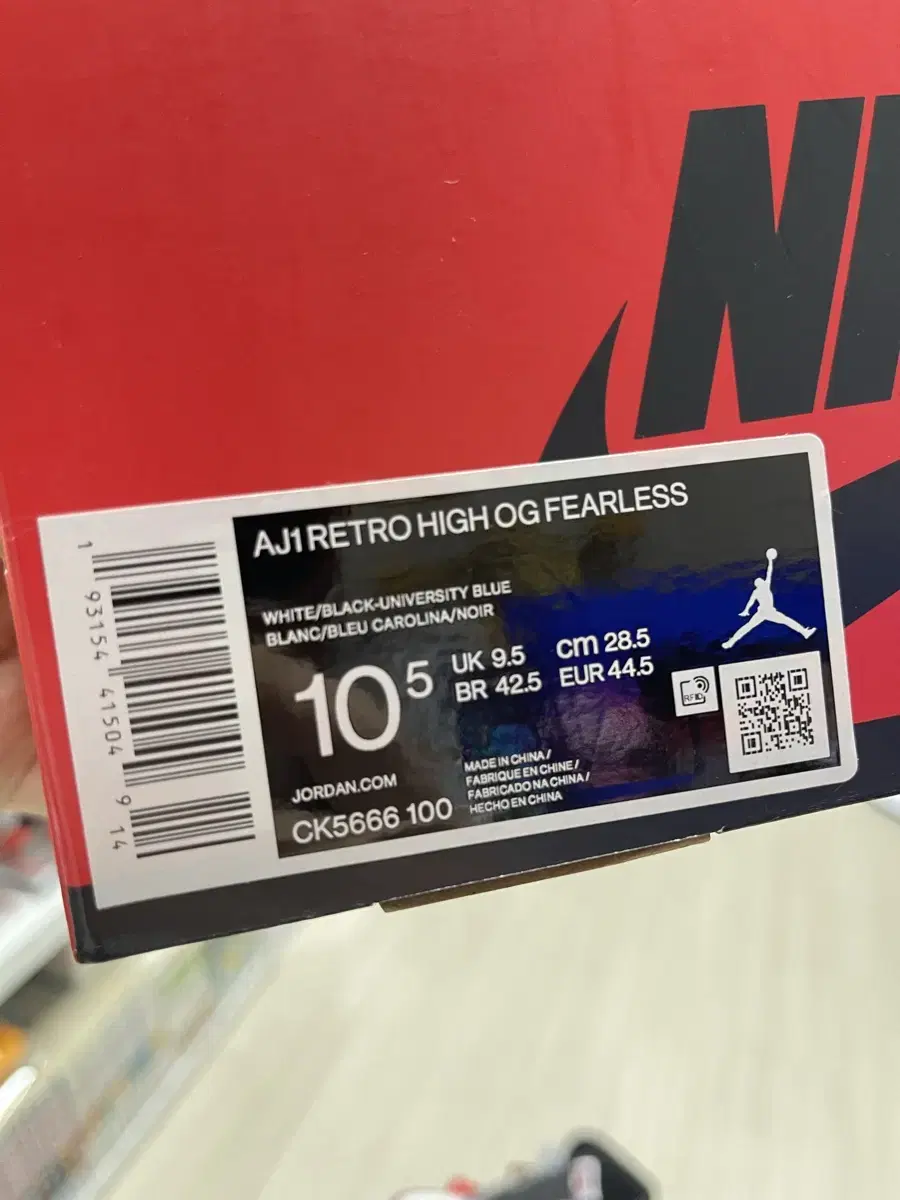 NI
AJ1 RETRO HIGH OG FEARLESS
WHITE/BLACK-UNIVERSITY BLUE
BLANC/BLEU CAROLINA/NOIR
10 5
UK 9.5 cm 28.5
BR 42.5 EUR 44.5
RFID
JORDAN.COM
CK5666 100
MADE IN CHINA /
FABRIQUE EN CHINE /
FABRICADO NA CHINA /
HECHO EN CHINA
1 93154 41504 9 14